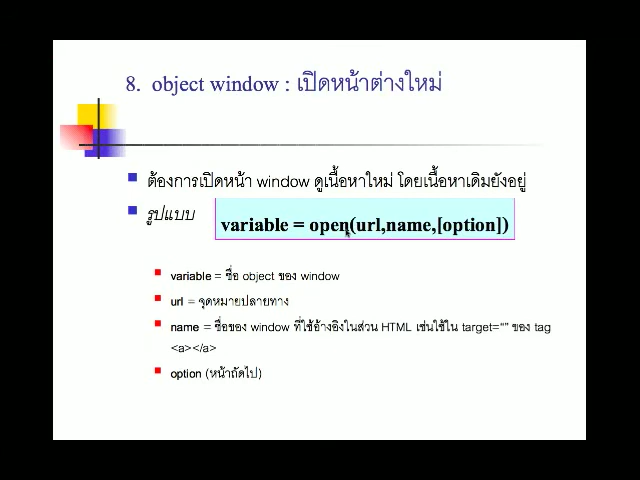 8. object window : เปิดหน้าต่างใหม่
ต้องการเปิดหน้า window ดูเนื้อหาใหม่ โดยเนื้อหาเดิมยังอยู่
รูปแบบ
variable = open(url,name,[option])
variable = ชื่อ object ของ window
url = จุดหมายปลายทาง
name = ชื่อของ window ที่ใช้อ้างอิงในส่วน HTML เช่นใช้ใน target="" ของ tag
<a></a>
option (หน้าถัดไป)